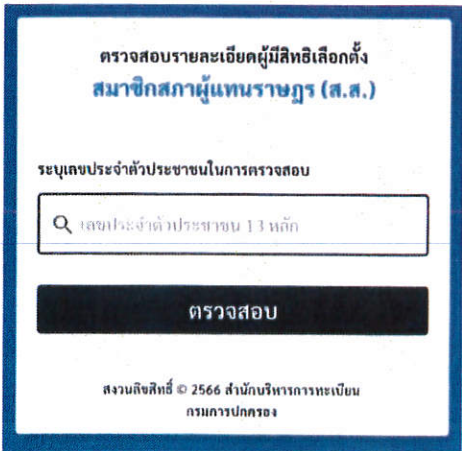 ตรวจสอบรายละเอียดผู้มีสิทธิเลือกตั้ง
สมาชิกสภาผู้แทนราษฎร (ส.ส.)
ระบุเลขประจำตัวประชาชนในการตรวจสอบ
เลขประจำตัวประชาชน 13 หลัก
ตรวจสอบ
สงวนลิขสิทธิ์ © 2566 สำนักบริหารการทะเบียน
กรมการปกครอง